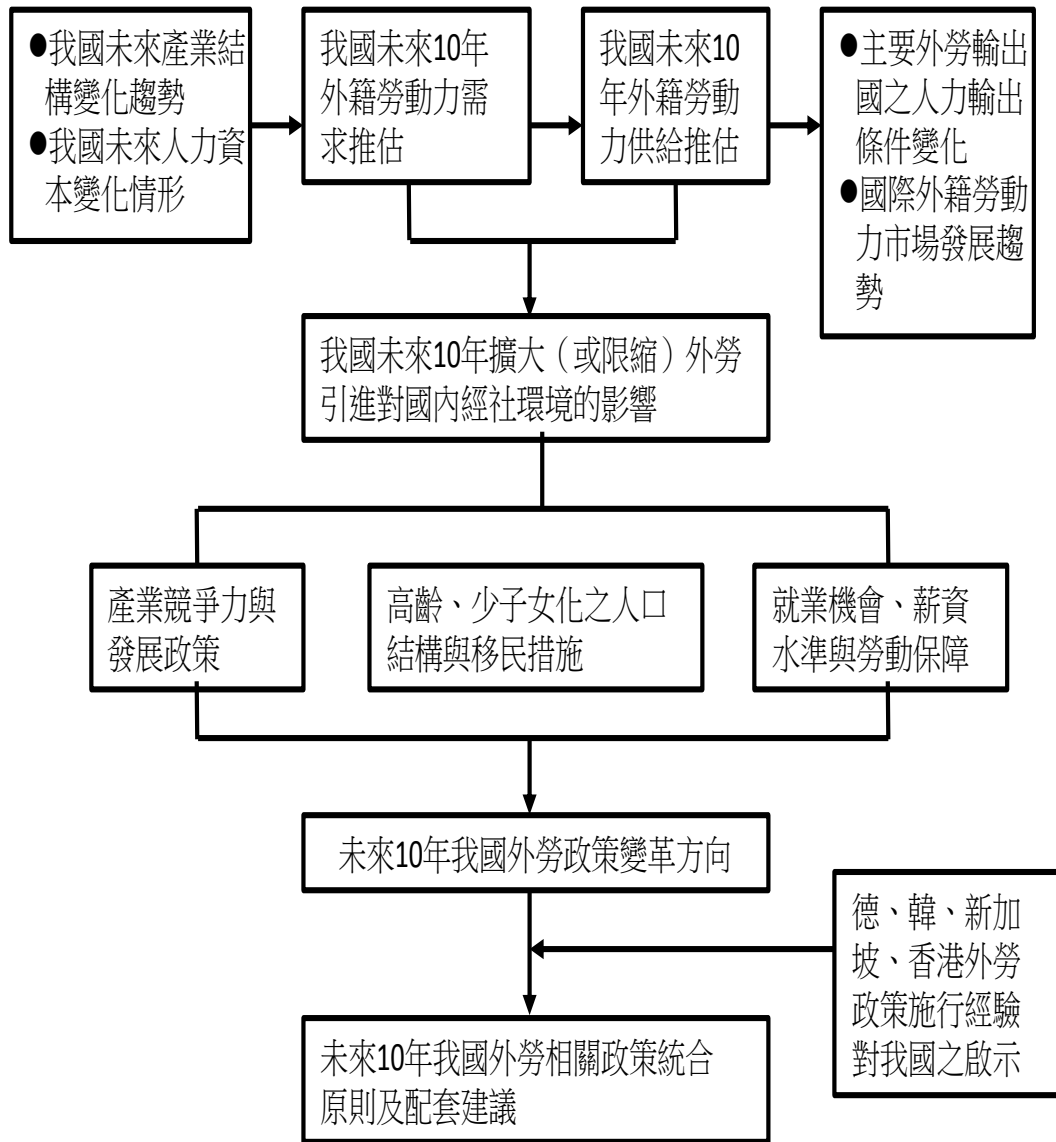 ●我國未來產業結
構變化趨勢
●我國未來人力資
本變化情形
我國未來10年
外籍勞動力需
求推估
我國未來10
年外籍勞動
力供給推估
●主要外勞輸出
國之人力輸出
條件變化
●國際外籍勞動
力市場發展趨
勢
我國未來10年擴大（或限縮）外勞
引進對國內經社環境的影響
產業競爭力與
發展政策
高齡、少子女化之人口
結構與移民措施
就業機會、薪資
水準與勞動保障
未來10年我國外勞政策變革方向
德、韓、新加
坡、香港外勞
政策施行經驗
對我國之啟示
未來10年我國外勞相關政策統合
原則及配套建議